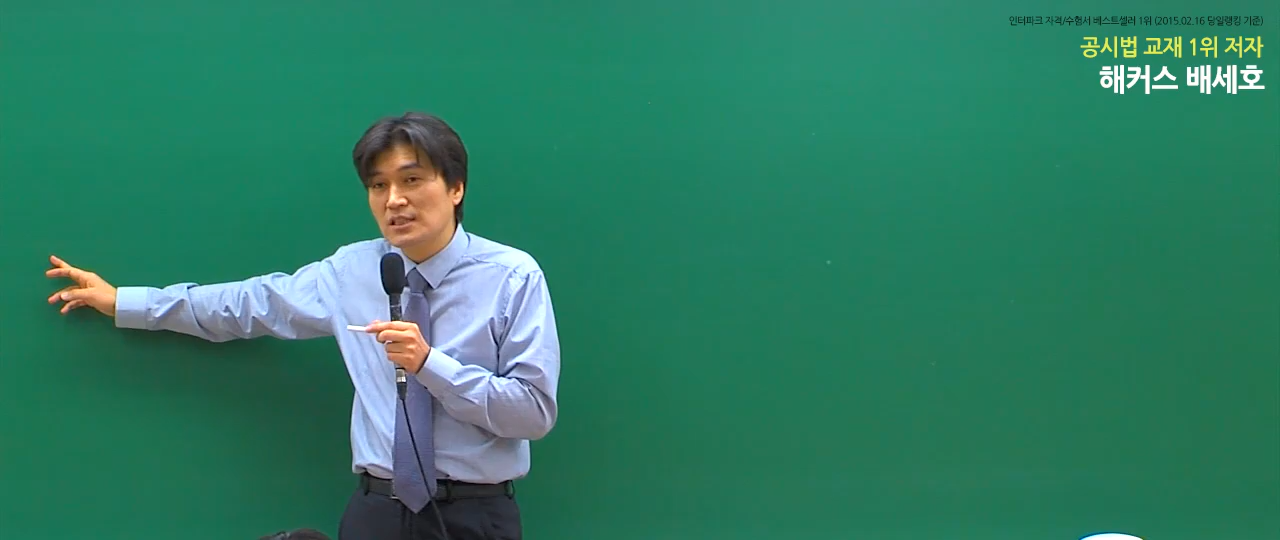 인터파크 자격/수험서 베스트셀러 1위 (2015.02.16 당일랭킹 기준)
공시법 교재 1위 저자
해커스 배세호